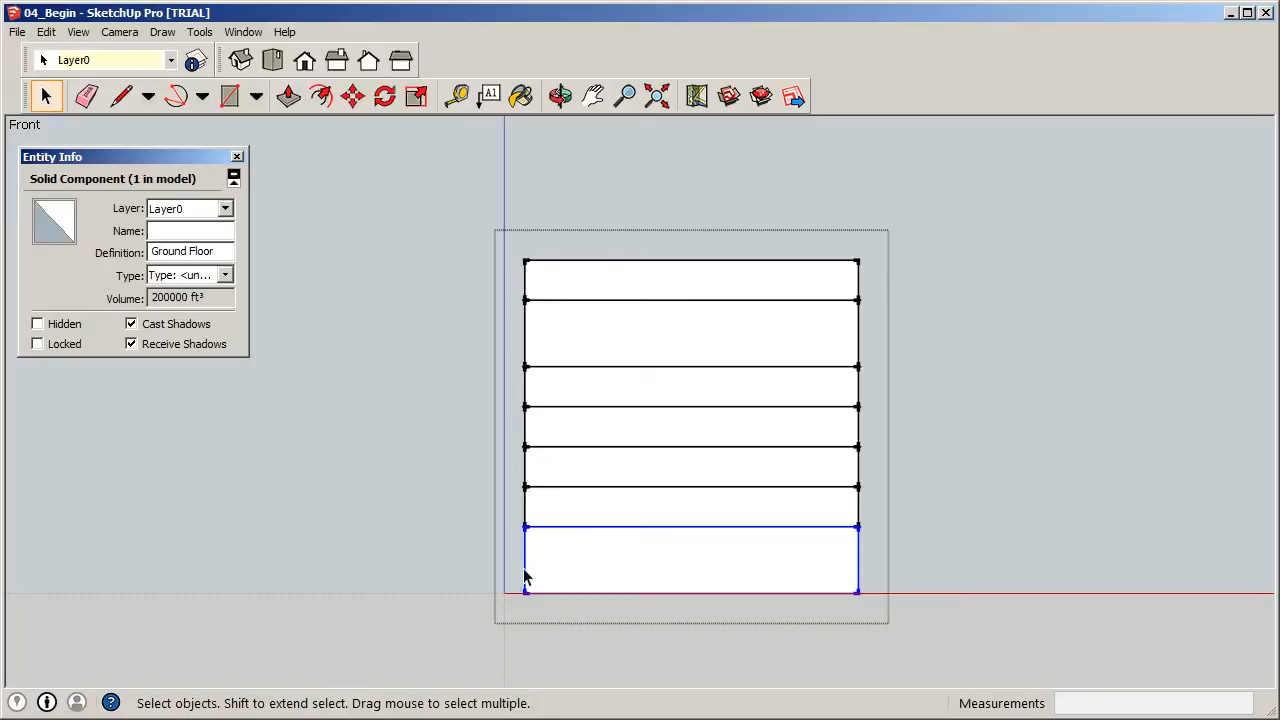 04_Begin - SketchUp Pro [TRIAL]
File Edit View Camera Draw Tools Window Help
Layer0
A1
Front
Entity Info
Solid Component (1 in model)
Layer: Layer0
Name:
Definition: Ground Floor
Type: Type: <un...
Volume: 200000 ft³
Hidden Cast Shadows
Locked Receive Shadows
Select objects. Shift to extend select. Drag mouse to select multiple. Measurements